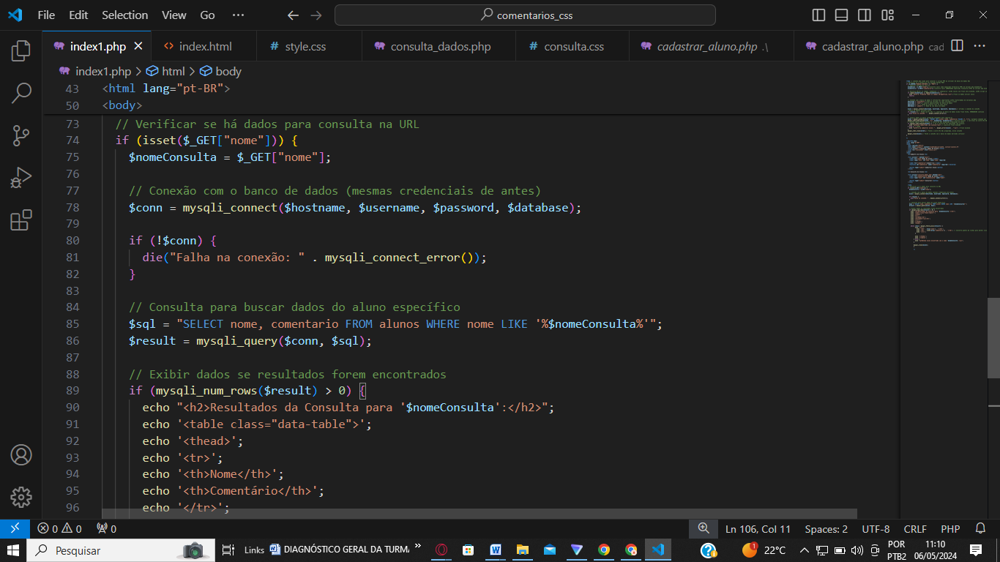 File Edit Selection View Go ··· comentarios_css
index1.php index.html style.css consulta_dados.php consulta.css cadastrar_aluno.php .\ cadastrar_aluno.php cad ···
index1.php > html > body
43 <html lang="pt-BR">
50 <body>
73 // Verificar se há dados para consulta na URL
74 if (isset($_GET["nome"])) {
75 $nomeConsulta = $_GET["nome"];
76
77 // Conexão com o banco de dados (mesmas credenciais de antes)
78 $conn = mysqli_connect($hostname, $username, $password, $database);
79
80 if (!$conn) {
81 die("Falha na conexão: " . mysqli_connect_error());
82 }
83
84 // Consulta para buscar dados do aluno específico
85 $sql = "SELECT nome, comentario FROM alunos WHERE nome LIKE '%$nomeConsulta%'";
86 $result = mysqli_query($conn, $sql);
87
88 // Exibir dados se resultados forem encontrados
89 if (mysqli_num_rows($result) > 0) {
90 echo "<h2>Resultados da Consulta para '$nomeConsulta':</h2>";
91 echo '<table class="data-table">';
92 echo '<thead>';
93 echo '<tr>';
94 echo '<th>Nome</th>';
95 echo '<th>Comentário</th>';
96 echo '</tr>';
0 0 0 Ln 106, Col 11 Spaces: 2 UTF-8 CRLF PHP
Pesquisar Links DIAGNÓSTICO GERAL DA TURMA » 1 22°C POR 11:10
PTB2 06/05/2024